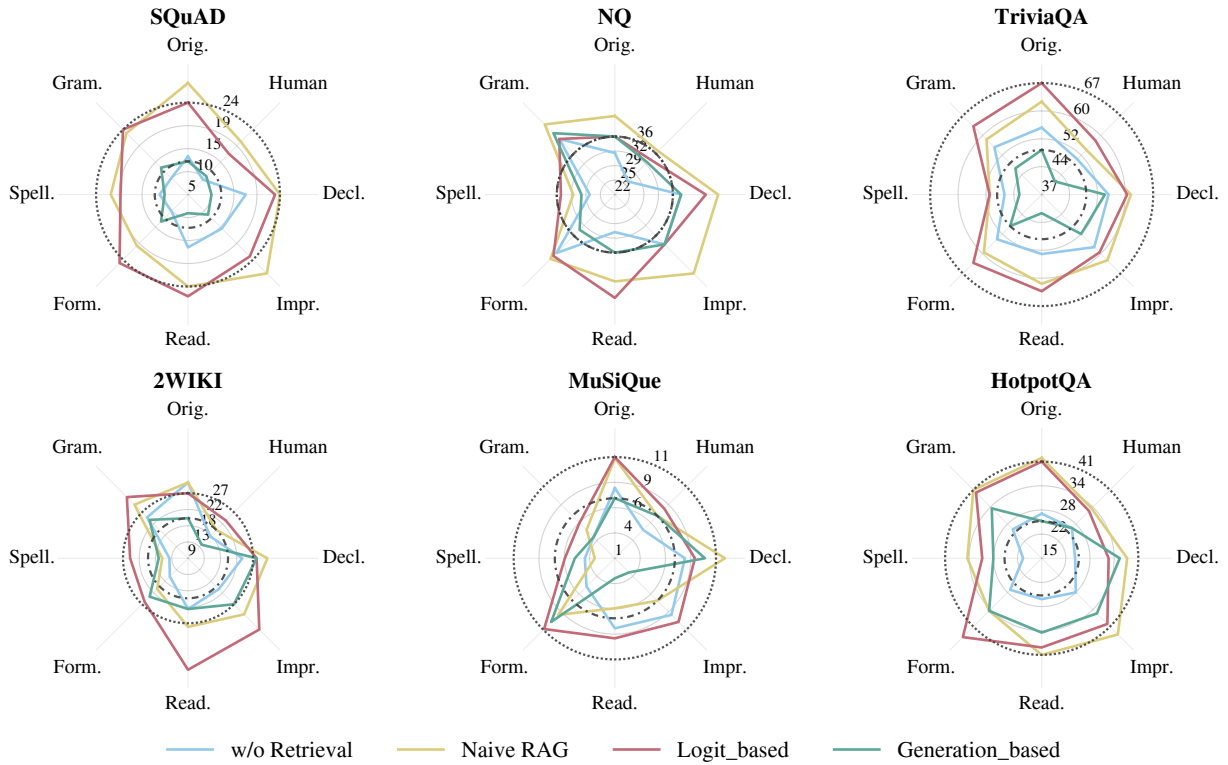 SQuAD
Orig.
Human
Decl.
Impr.
Read.
Form.
Spell.
Gram.
24
19
15
10
5
NQ
Orig.
Human
Decl.
Impr.
Read.
Form.
Spell.
Gram.
36
32
29
25
22
TriviaQA
Orig.
Human
Decl.
Impr.
Read.
Form.
Spell.
Gram.
67
60
52
44
37
2WIKI
Orig.
Human
Decl.
Impr.
Read.
Form.
Spell.
Gram.
27
22
18
13
9
MuSiQue
Orig.
Human
Decl.
Impr.
Read.
Form.
Spell.
Gram.
11
9
6
4
1
HotpotQA
Orig.
Human
Decl.
Impr.
Read.
Form.
Spell.
Gram.
41
34
28
22
15
w/o Retrieval
Naive RAG
Logit_based
Generation_based